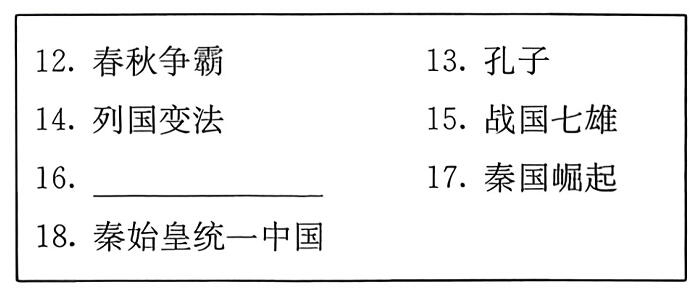 12. 春秋争霸 13. 孔子
14. 列国变法 15. 战国七雄
16. 17. 秦国崛起
18. 秦始皇统一中国